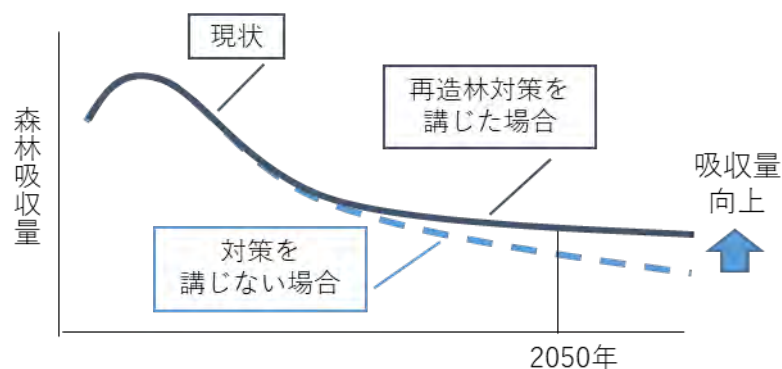 現状
再造林対策を
講じた場合
森林吸収量
吸収量
向上
対策を
講じない場合
2050年